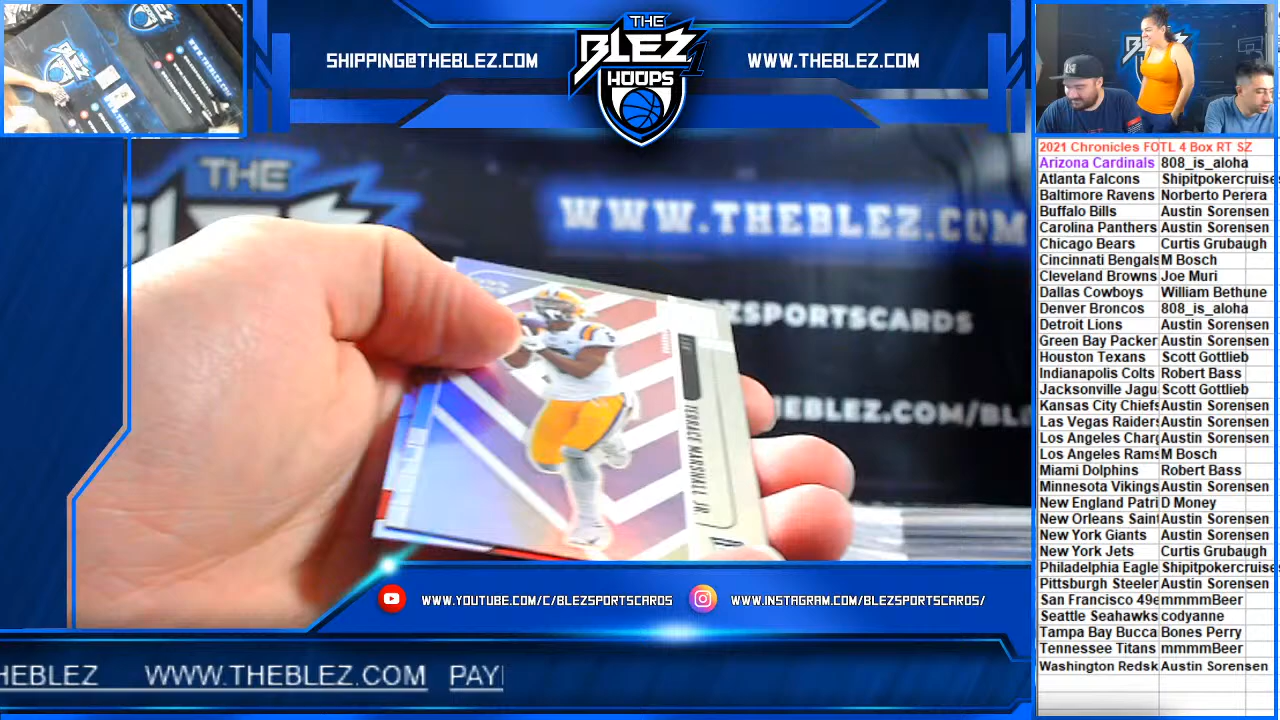 SHIPPING@THEBLEZ.COM
THE
BLEZ 1
HOOPS
WWW.THEBLEZ.COM
THE
WWW.THEBLEZ.COM
ZSPORTSCARDS
HEBLEZ.COM/BL
TERRACE MARSHALL JR
WWW.YOUTUBE.COM/C/BLEZSPORTSCARDS
WWW.INSTAGRAM.COM/BLEZSPORTSCARDS/
HEBLEZ WWW.THEBLEZ.COM PAY
2021 Chronicles FOTL 4 Box RT SZ
Arizona Cardinals 808_is_aloha
Atlanta Falcons Shipitpokercruise
Baltimore Ravens Norberto Perera
Buffalo Bills Austin Sorensen
Carolina Panthers Austin Sorensen
Chicago Bears Curtis Grubaugh
Cincinnati Bengals M Bosch
Cleveland Browns Joe Muri
Dallas Cowboys William Bethune
Denver Broncos 808_is_aloha
Detroit Lions Austin Sorensen
Green Bay Packer Austin Sorensen
Houston Texans Scott Gottlieb
Indianapolis Colts Robert Bass
Jacksonville Jagu Scott Gottlieb
Kansas City Chiefs Austin Sorensen
Las Vegas Raiders Austin Sorensen
Los Angeles Charg Austin Sorensen
Los Angeles Rams M Bosch
Miami Dolphins Robert Bass
Minnesota Vikings Austin Sorensen
New England Patri D Money
New Orleans Saint Austin Sorensen
New York Giants Austin Sorensen
New York Jets Curtis Grubaugh
Philadelphia Eagle Shipitpokercruise
Pittsburgh Steeler Austin Sorensen
San Francisco 49e mmmmBeer
Seattle Seahawks codyanne
Tampa Bay Bucca Bones Perry
Tennessee Titans mmmmBeer
Washington Redsk Austin Sorensen